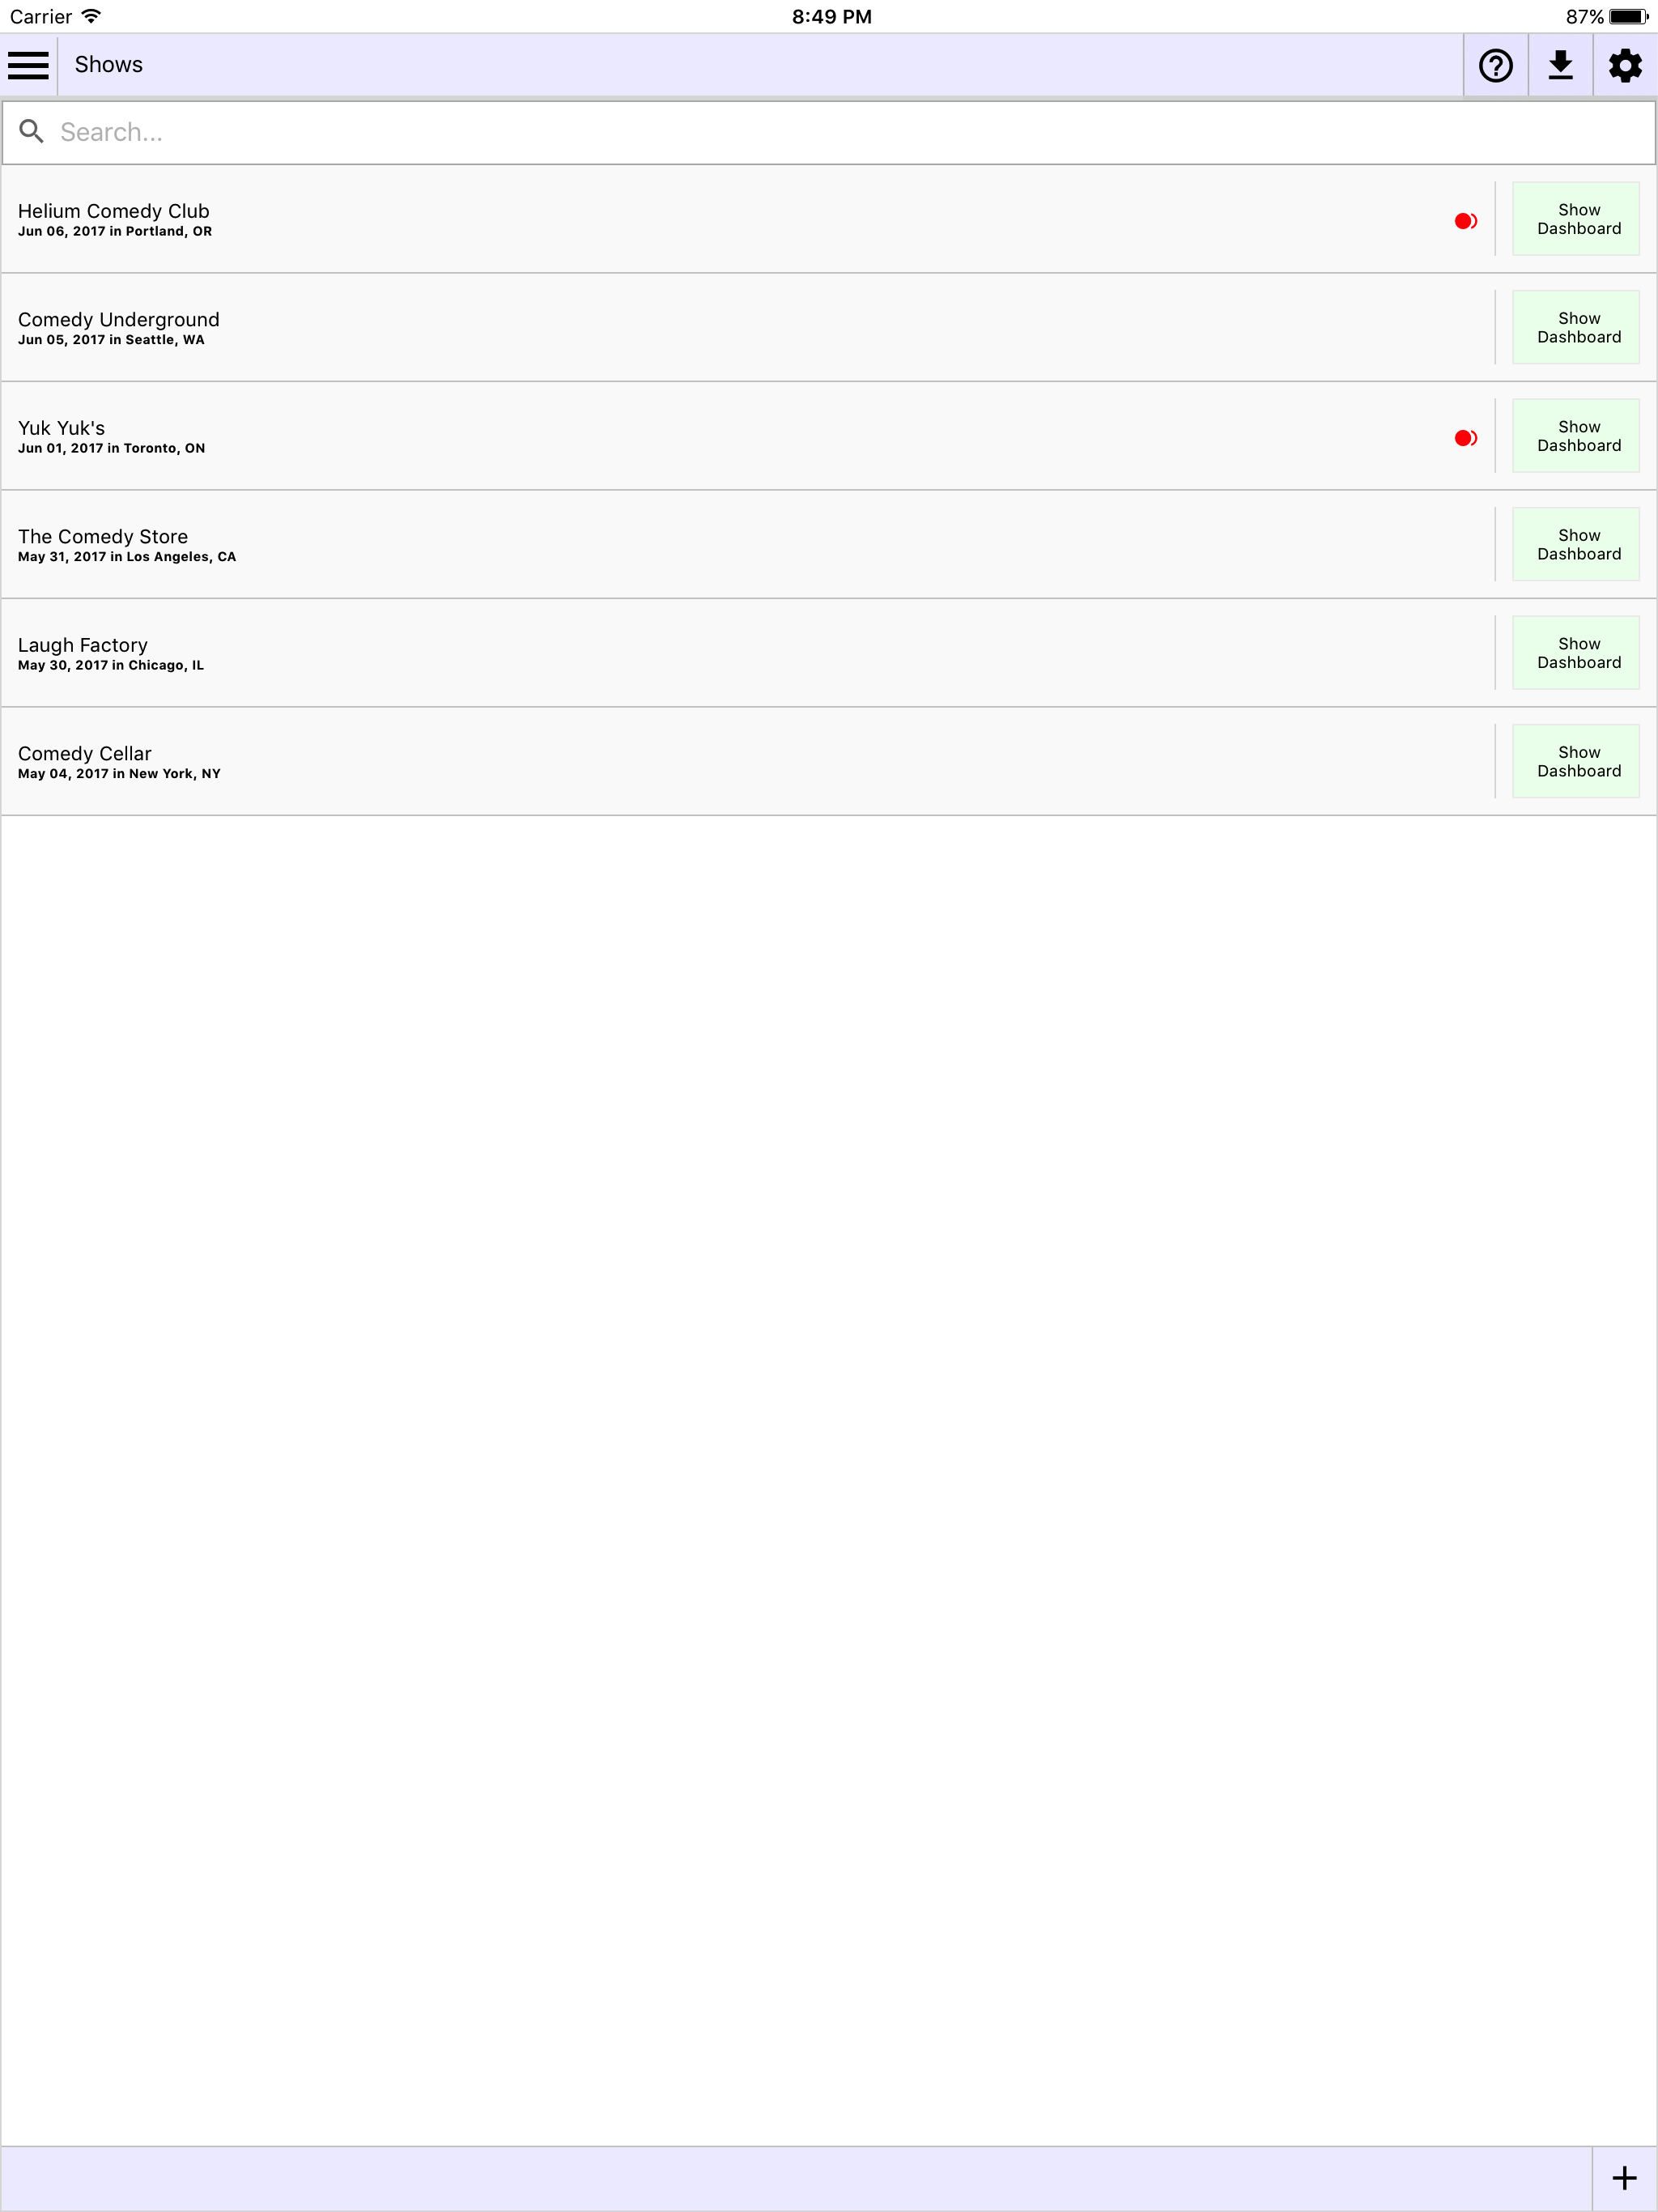 Carrier 8:49 PM 87%
Shows
Search...
Helium Comedy Club
Jun 06, 2017 in Portland, OR
Show
Dashboard
Comedy Underground
Jun 05, 2017 in Seattle, WA
Show
Dashboard
Yuk Yuk's
Jun 01, 2017 in Toronto, ON
Show
Dashboard
The Comedy Store
May 31, 2017 in Los Angeles, CA
Show
Dashboard
Laugh Factory
May 30, 2017 in Chicago, IL
Show
Dashboard
Comedy Cellar
May 04, 2017 in New York, NY
Show
Dashboard